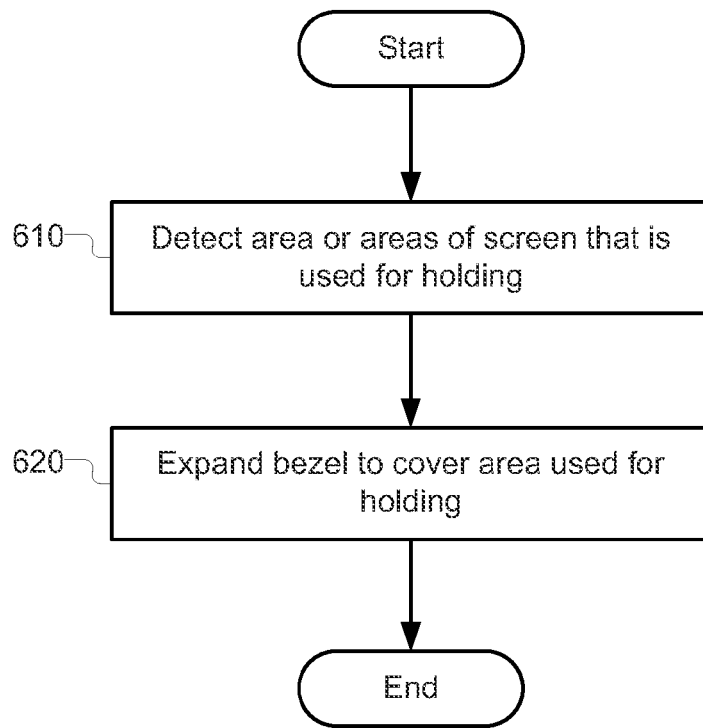 Start
610
Detect area or areas of screen that is
used for holding
620
Expand bezel to cover area used for
holding
End